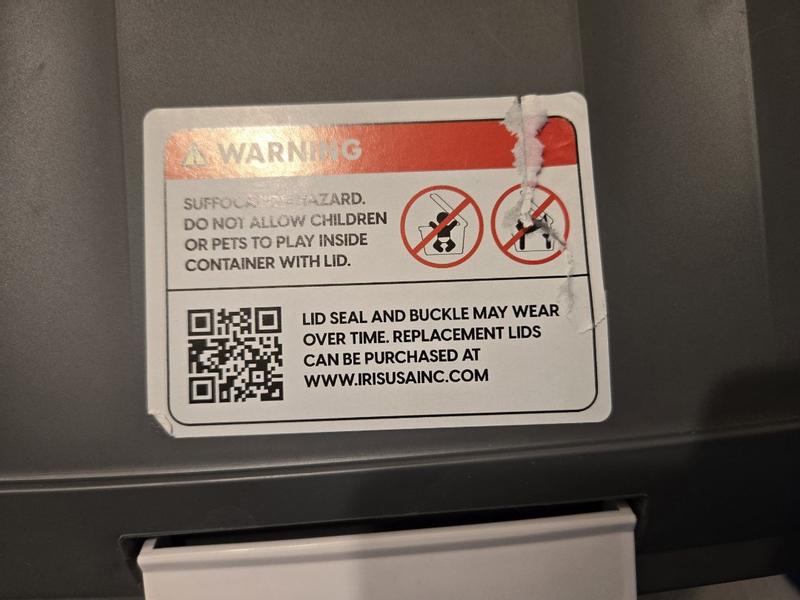 WARNING
SUFFOCATION HAZARD.
DO NOT ALLOW CHILDREN
OR PETS TO PLAY INSIDE
CONTAINER WITH LID.
LID SEAL AND BUCKLE MAY WEAR
OVER TIME. REPLACEMENT LIDS
CAN BE PURCHASED AT
WWW.IRISUSAINC.COM